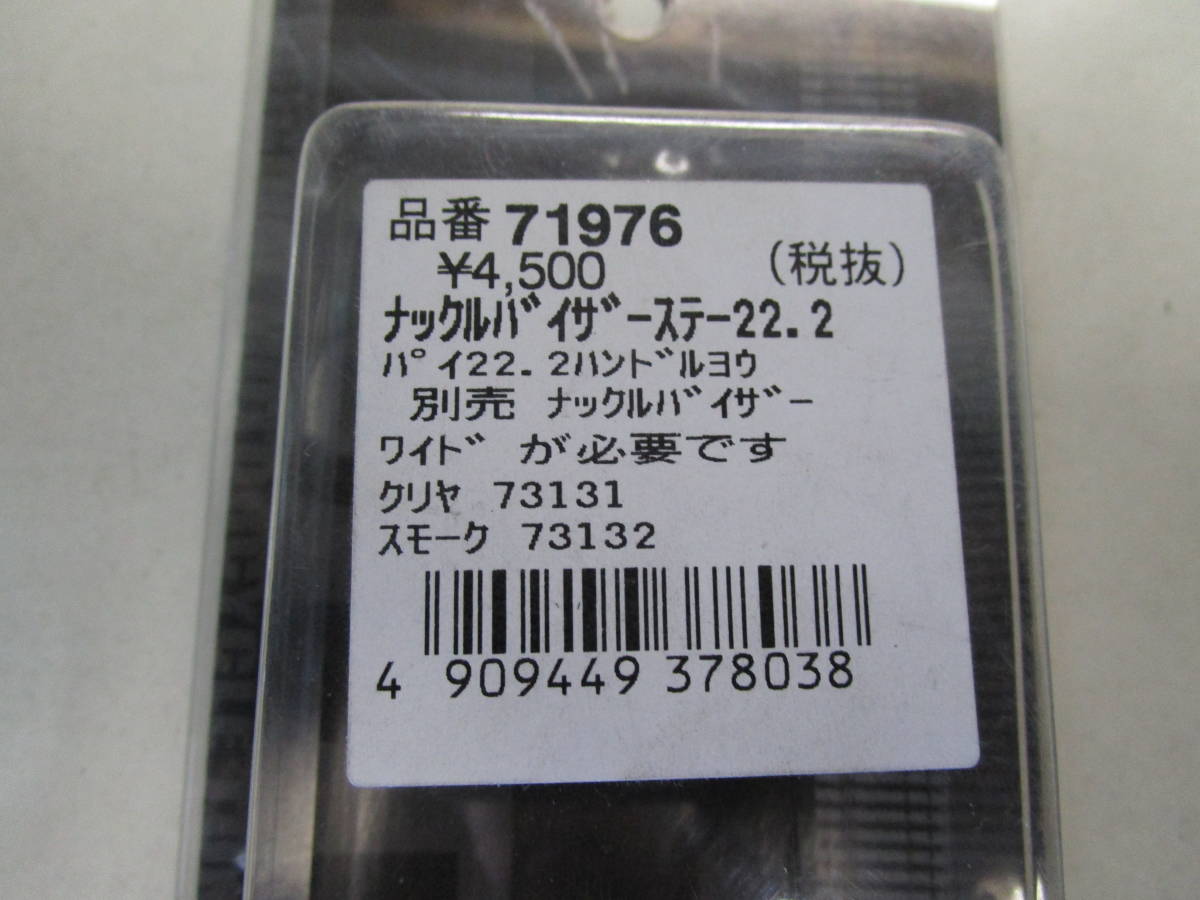 品番 71976
¥4,500 (税抜)
ﾅｯｸﾙﾊﾞｲｻﾞｰｽﾃｰ22.2
ﾊﾟｲ22.2ﾊﾝﾄﾞﾙﾖｳ
別売 ﾅｯｸﾙﾊﾞｲｻﾞｰ
ﾜｲﾄﾞ が必要です
ｸﾘﾔ 73131
ｽﾓｰｸ 73132
4 909449 378038